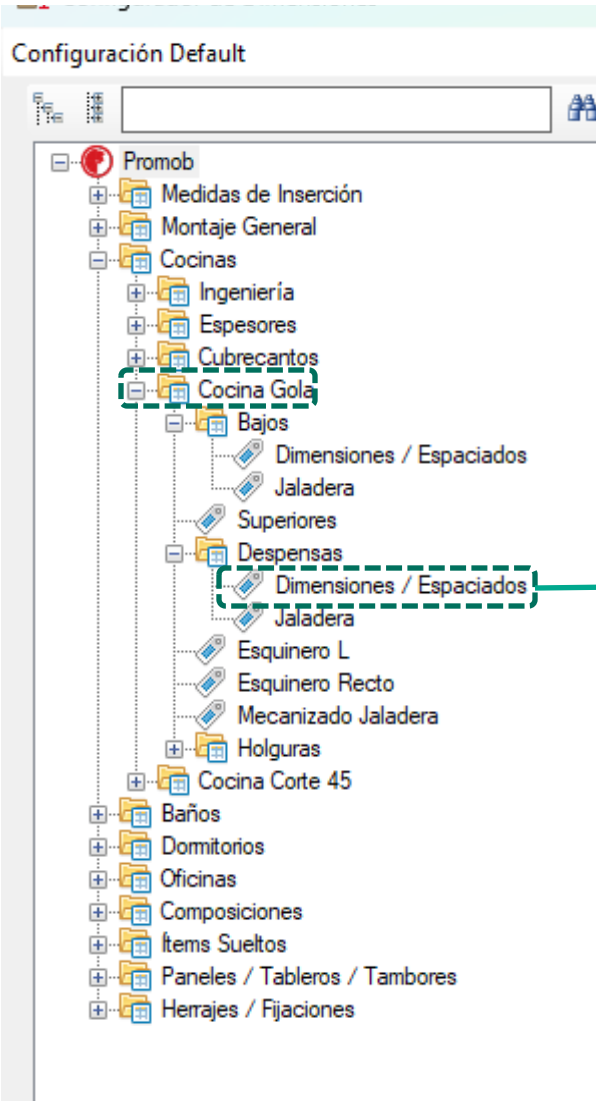 Configuración Default
Promob
Medidas de Inserción
Montaje General
Cocinas
Ingeniería
Espesores
Cubrecantos
Cocina Gola
Bajos
Dimensiones / Espaciados
Jaladera
Superiores
Despensas
Dimensiones / Espaciados
Jaladera
Esquinero L
Esquinero Recto
Mecanizado Jaladera
Holguras
Cocina Corte 45
Baños
Dormitorios
Oficinas
Composiciones
Ítems Sueltos
Paneles / Tableros / Tambores
Herrajes / Fijaciones